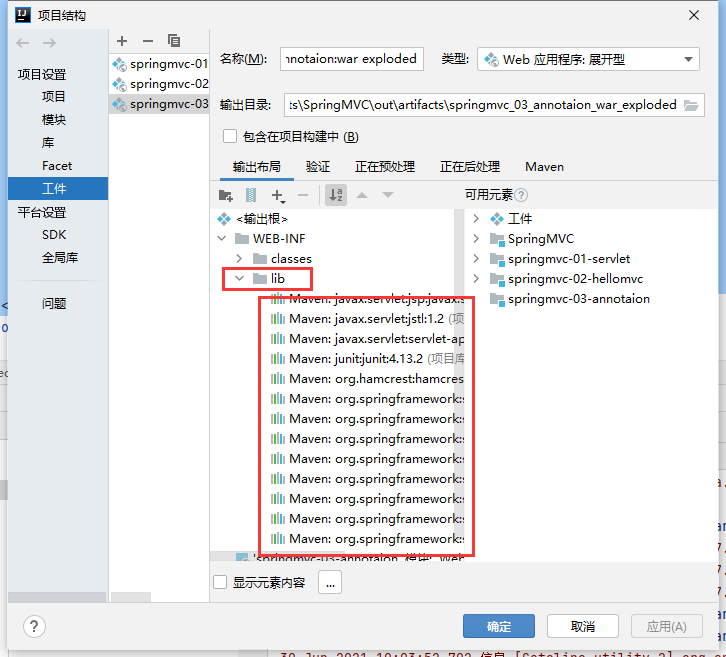 项目结构
项目设置
项目
模块
库
Facet
工件
平台设置
SDK
全局库
问题
springmvc-01
springmvc-02
springmvc-03
名称(M):
nnotaion:war exploded
类型:
Web 应用程序: 展开型
输出目录:
ts\SpringMVC\out\artifacts\springmvc_03_annotaion_war_exploded
包含在项目构建中 (B)
输出布局 验证 正在预处理 正在后处理 Maven
可用元素
<输出根>
WEB-INF
classes
lib
Maven: javax.servlet.jsp:javax.s
Maven: javax.servlet:jstl:1.2 (项
Maven: javax.servlet:servlet-ap
Maven: junit:junit:4.13.2 (项目库
Maven: org.hamcrest:hamcres
Maven: org.springframework:s
Maven: org.springframework:s
Maven: org.springframework:s
Maven: org.springframework:s
Maven: org.springframework:s
Maven: org.springframework:s
Maven: org.springframework:s
Maven: org.springframework:s
'springmvc-03-annotaion' 模块: 'Web'
工件
SpringMVC
springmvc-01-servlet
springmvc-02-hellomvc
springmvc-03-annotaion
显示元素内容
...
?
确定
取消
应用(A)